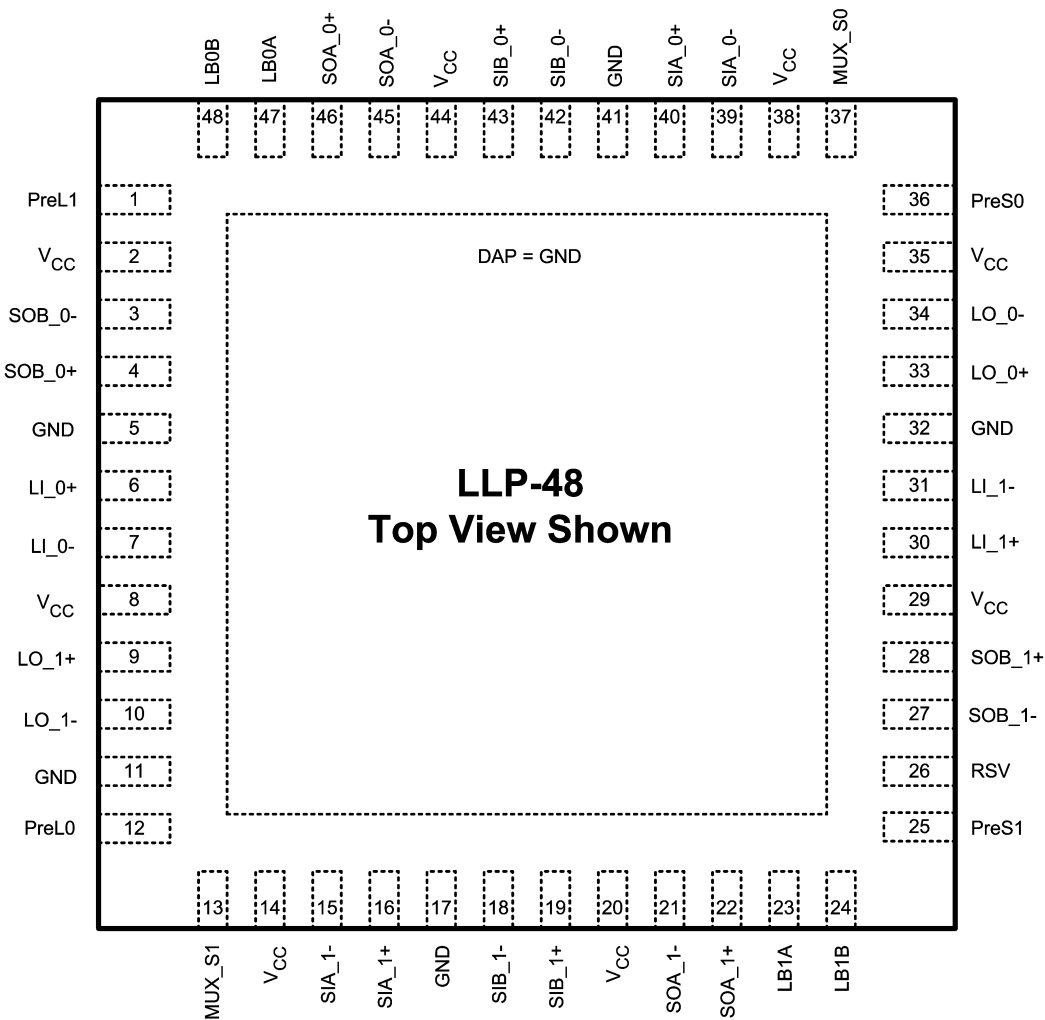 LB0B LB0A SOA_0+ SOA_0- VCC SIB_0+ SIB_0- GND SIA_0+ SIA_0- VCC MUX_S0
48 47 46 45 44 43 42 41 40 39 38 37
PreL1 1 36 PreS0
VCC 2 DAP = GND 35 VCC
SOB_0- 3 34 LO_0-
SOB_0+ 4 33 LO_0+
GND 5 32 GND
LI_0+ 6 LLP-48 31 LI_1-
Top View Shown
LI_0- 7 30 LI_1+
VCC 8 29 VCC
LO_1+ 9 28 SOB_1+
LO_1- 10 27 SOB_1-
GND 11 26 RSV
PreL0 12 25 PreS1
13 14 15 16 17 18 19 20 21 22 23 24
MUX_S1 VCC SIA_1- SIA_1+ GND SIB_1- SIB_1+ VCC SOA_1- SOA_1+ LB1A LB1B